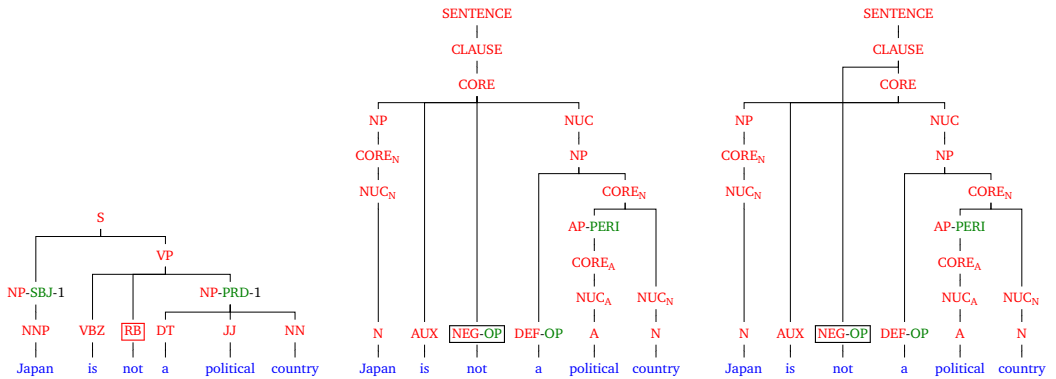 S
VP
NP-SBJ-1 NP-PRD-1
NNP VBZ RB DT JJ NN
Japan is not a political country
SENTENCE
CLAUSE
CORE
NP NUC
CORE_N NP
NUC_N CORE_N
AP-PERI
CORE_A
NUC_A NUC_N
N AUX NEG-OP DEF-OP A N
Japan is not a political country
SENTENCE
CLAUSE
CORE
NP NUC
CORE_N NP
NUC_N CORE_N
AP-PERI
CORE_A
NUC_A NUC_N
N AUX NEG-OP DEF-OP A N
Japan is not a political country